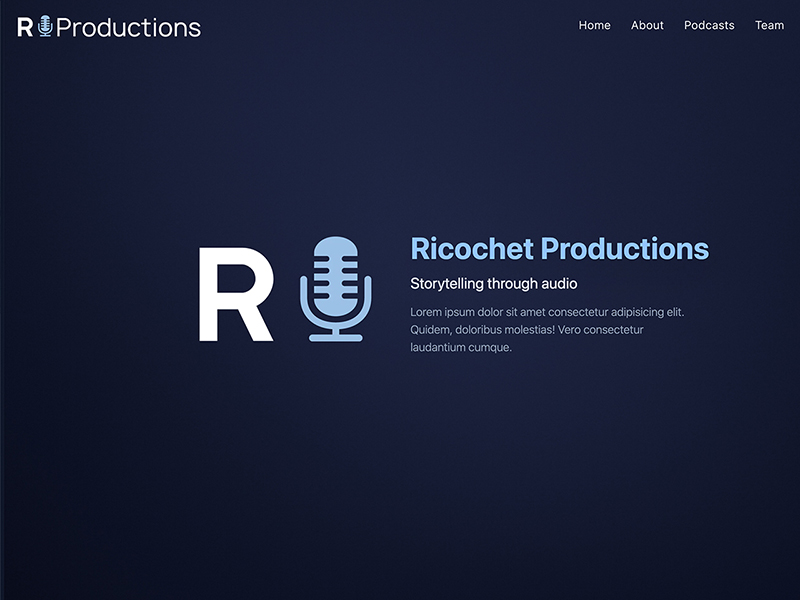 R Productions
Home About Podcasts Team
R
Ricochet Productions
Storytelling through audio
Lorem ipsum dolor sit amet consectetur adipisicing elit.
Quidem, doloribus molestias! Vero consectetur
laudantium cumque.